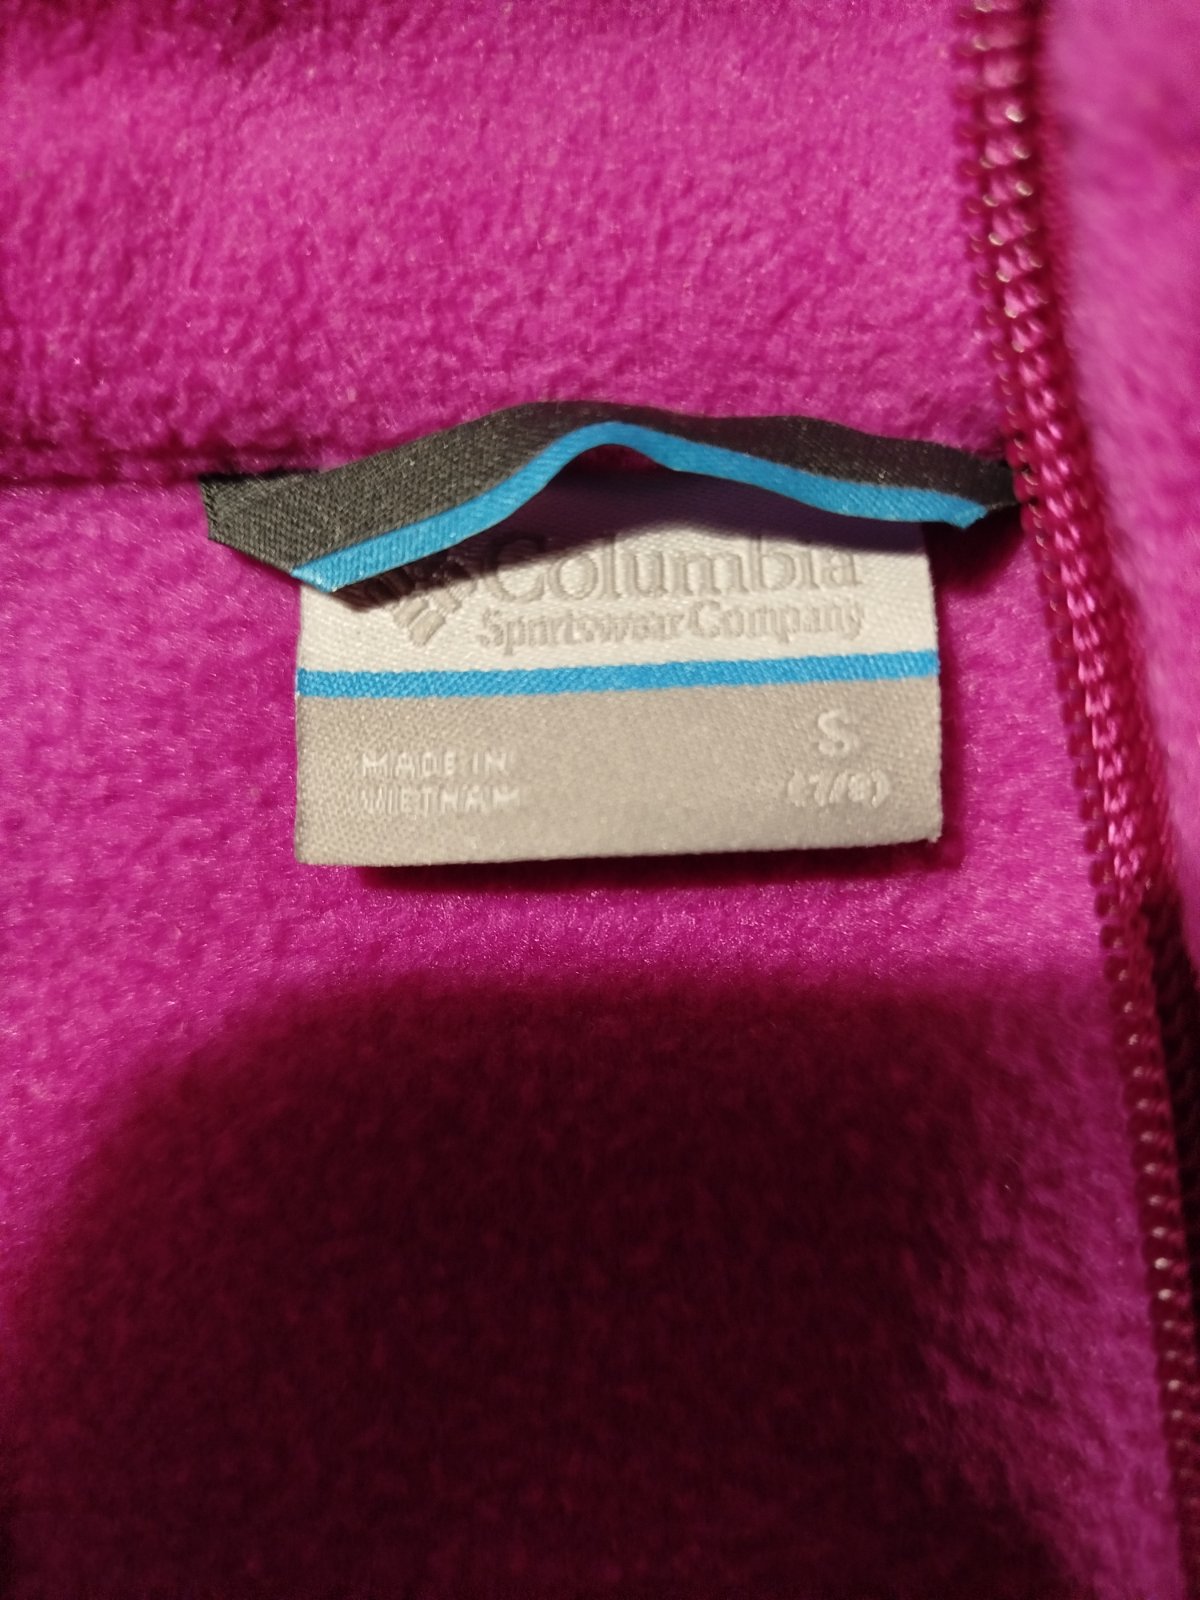 Columbia
Sportswear Company
S
MADE IN
VIETNAM
(7/8)